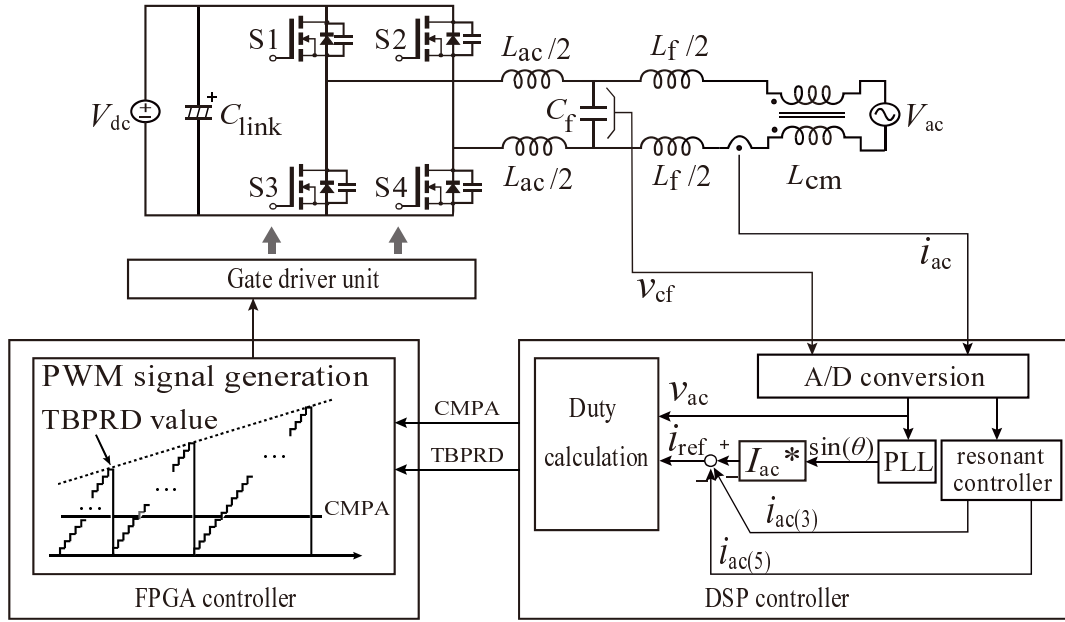 S1
S2
L_ac /2
L_f /2
V_dc
C_link
C_f
V_ac
S3
S4
L_ac /2
L_f /2
L_cm
i_ac
Gate driver unit
v_cf
PWM signal generation
TBPRD value
CMPA
FPGA controller
CMPA
TBPRD
A/D conversion
Duty
calculation
v_ac
i_ref
+
I_ac *
sin(θ)
PLL
resonant
controller
− −
i_ac(3)
i_ac(5)
DSP controller